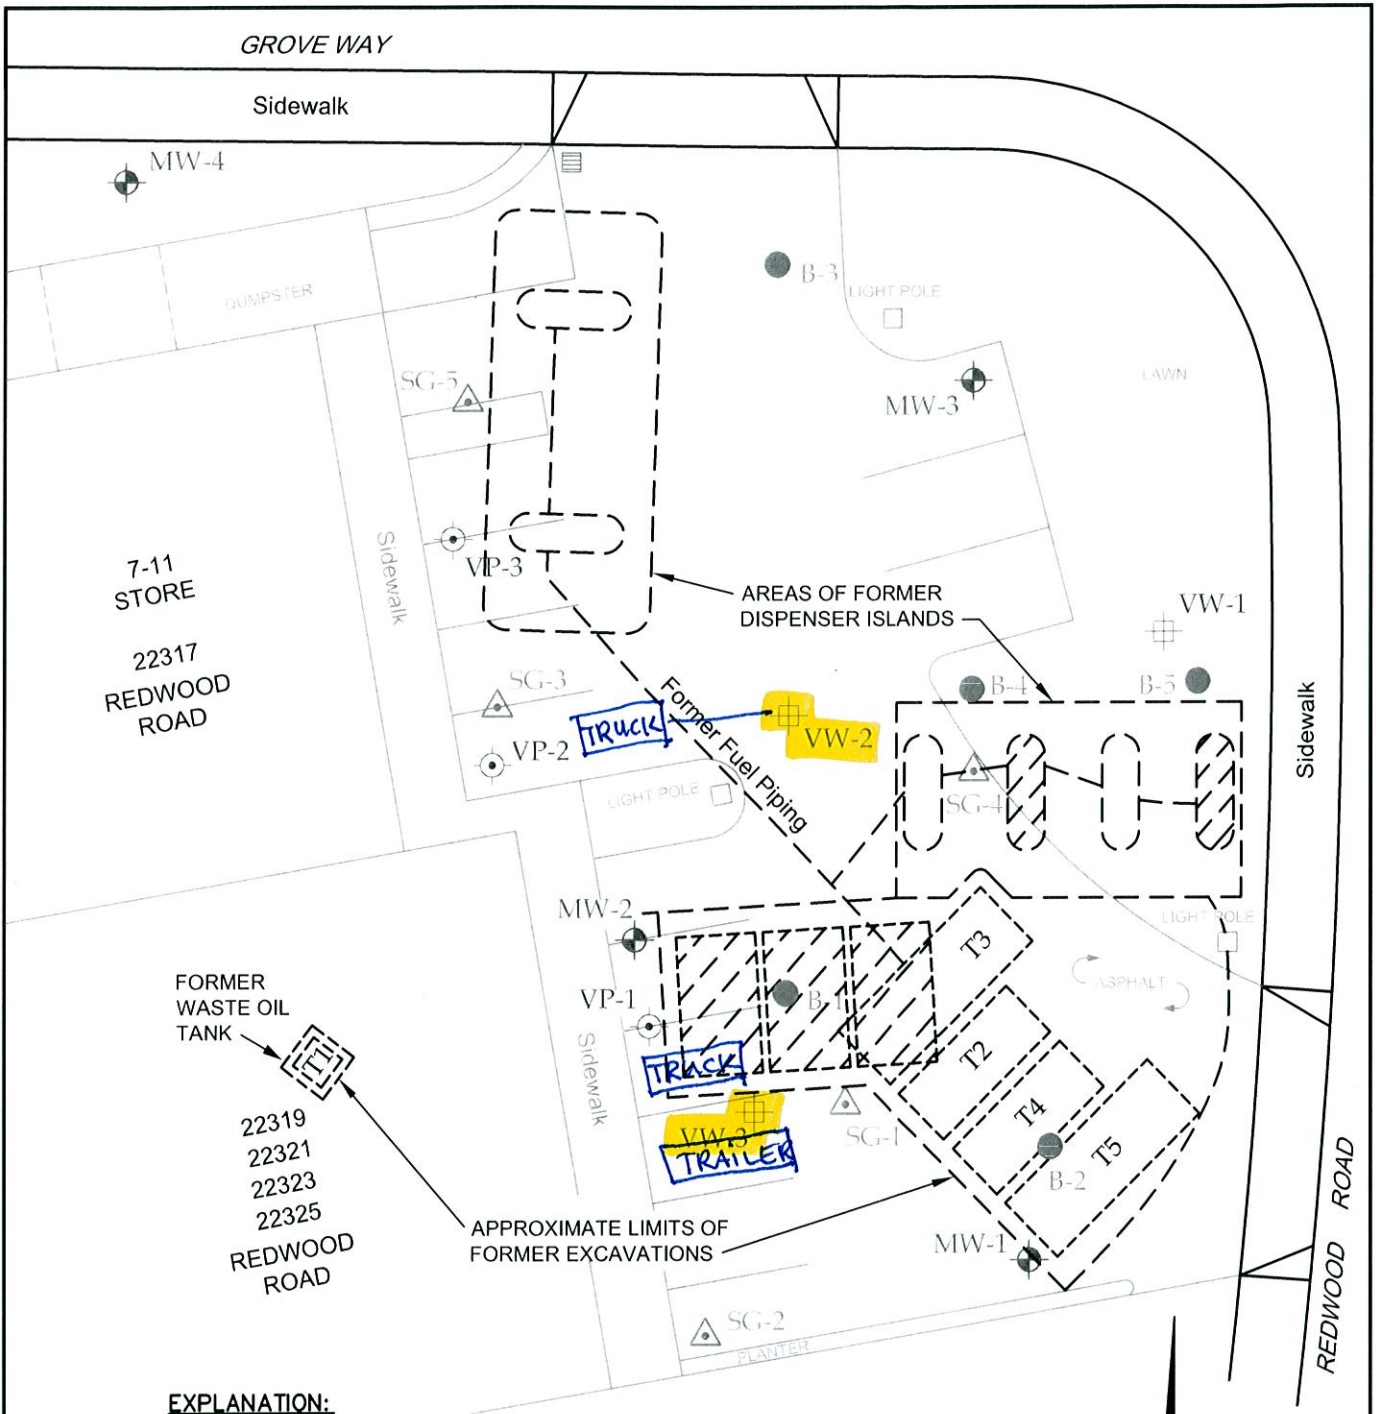 GROVE WAY
Sidewalk
MW-4
B-3
DUMPSTER
LIGHT POLE
SG-5
MW-3
LAWN
Sidewalk
VP-3
7-11
STORE
22317
REDWOOD
ROAD
AREAS OF FORMER
DISPENSER ISLANDS
VW-1
SG-3
B-4
B-5
Former Fuel Piping
TRUCK
VW-2
VP-2
Sidewalk
LIGHT POLE
SG-4
MW-2
LIGHT POLE
T3
FORMER
WASTE OIL
TANK
VP-1
B-1
ASPHALT
T1
Sidewalk
TRUCK
T2
T4
VW-3
SG-1
TRAILER
T5
B-2
22319
22321
22323
22325
REDWOOD
ROAD
APPROXIMATE LIMITS OF
FORMER EXCAVATIONS
MW-1
REDWOOD ROAD
SG-2
PLANTER
EXPLANATION: